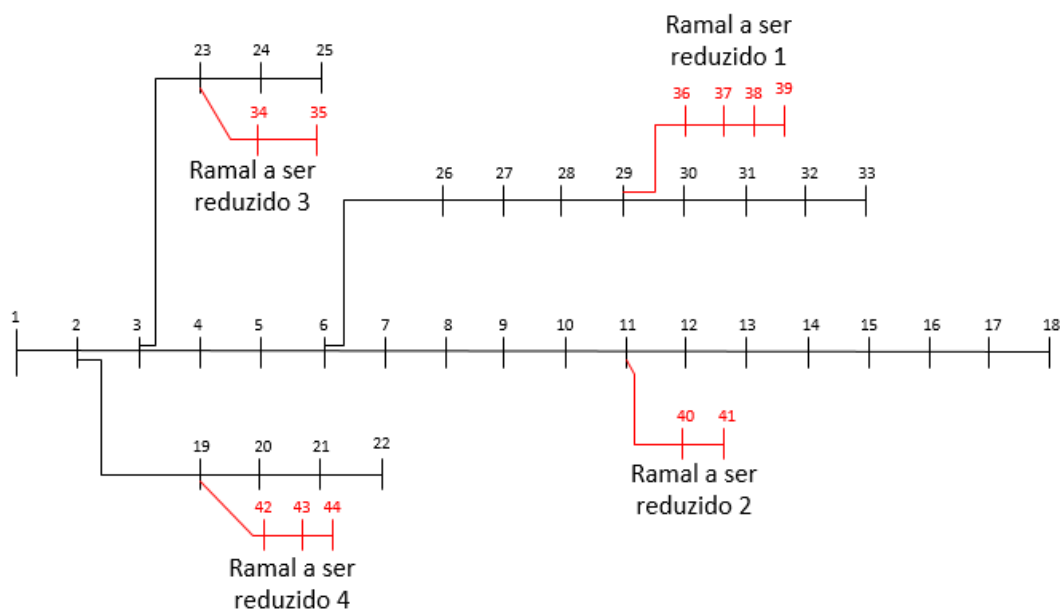 Ramal a ser
reduzido 1
23 24 25
36 37 38 39
34 35
Ramal a ser
reduzido 3
26 27 28 29 30 31 32 33
1 2 3 4 5 6 7 8 9 10 11 12 13 14 15 16 17 18
40 41
19 20 21 22
Ramal a ser
reduzido 2
42 43 44
Ramal a ser
reduzido 4